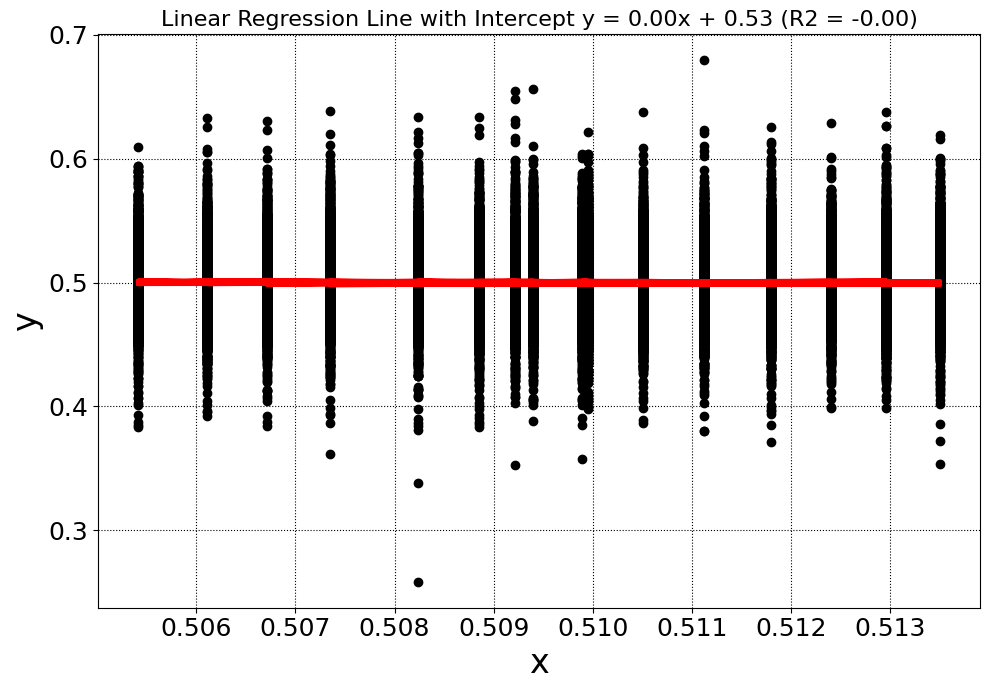 Linear Regression Line with Intercept y = 0.00x + 0.53 (R2 = -0.00)
0.7
0.6
0.5
0.4
0.3
y
0.506 0.507 0.508 0.509 0.510 0.511 0.512 0.513
x